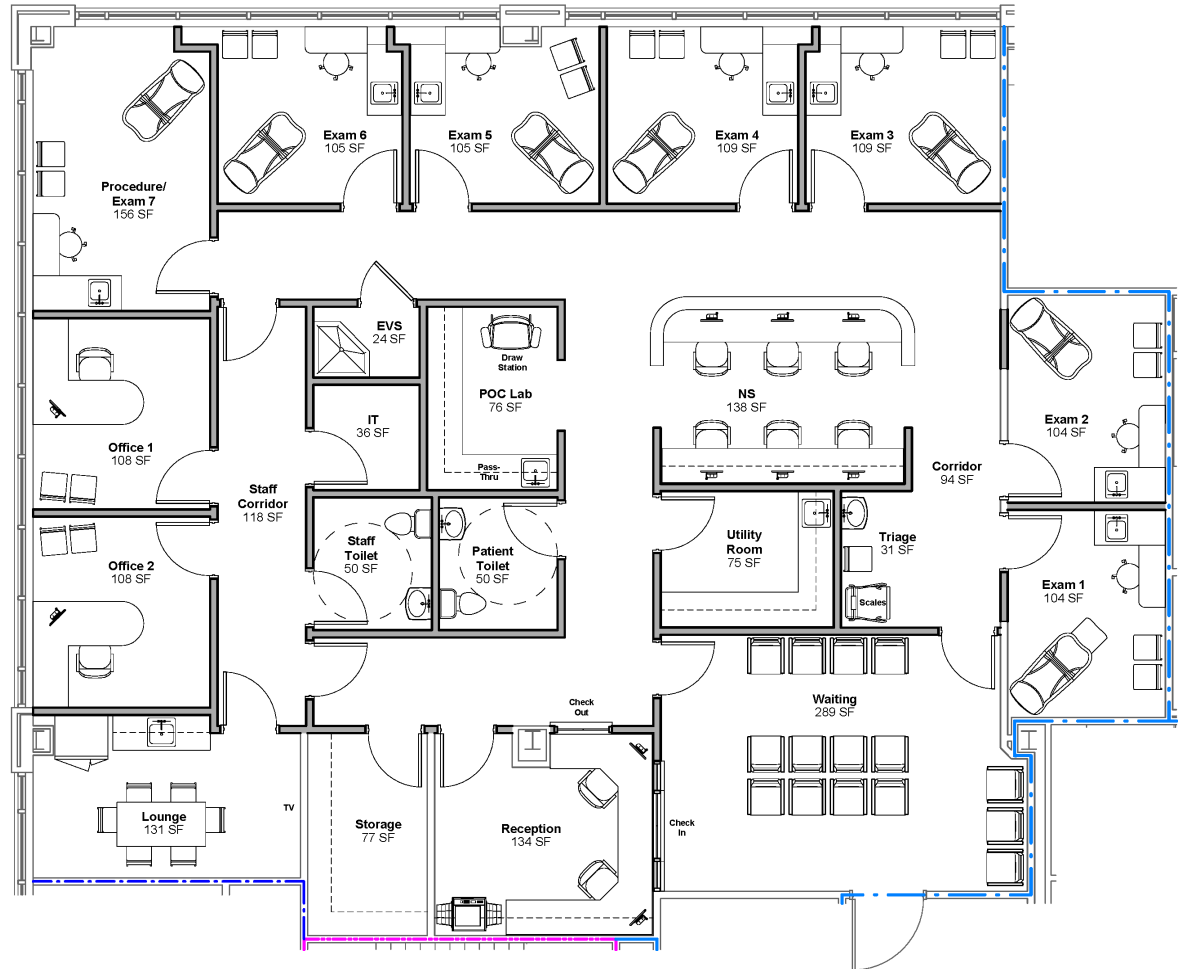 Exam 6
105 SF
Exam 5
105 SF
Exam 4
109 SF
Exam 3
109 SF
Procedure/
Exam 7
156 SF
EVS
24 SF
Draw
Station
POC Lab
76 SF
Pass-
Thru
NS
138 SF
IT
36 SF
Exam 2
104 SF
Office 1
108 SF
Staff
Corridor
118 SF
Corridor
94 SF
Office 2
108 SF
Staff
Toilet
50 SF
Patient
Toilet
50 SF
Utility
Room
75 SF
Triage
31 SF
Scales
Exam 1
104 SF
Check
Out
Waiting
289 SF
TV
Lounge
131 SF
Storage
77 SF
Reception
134 SF
Check
In